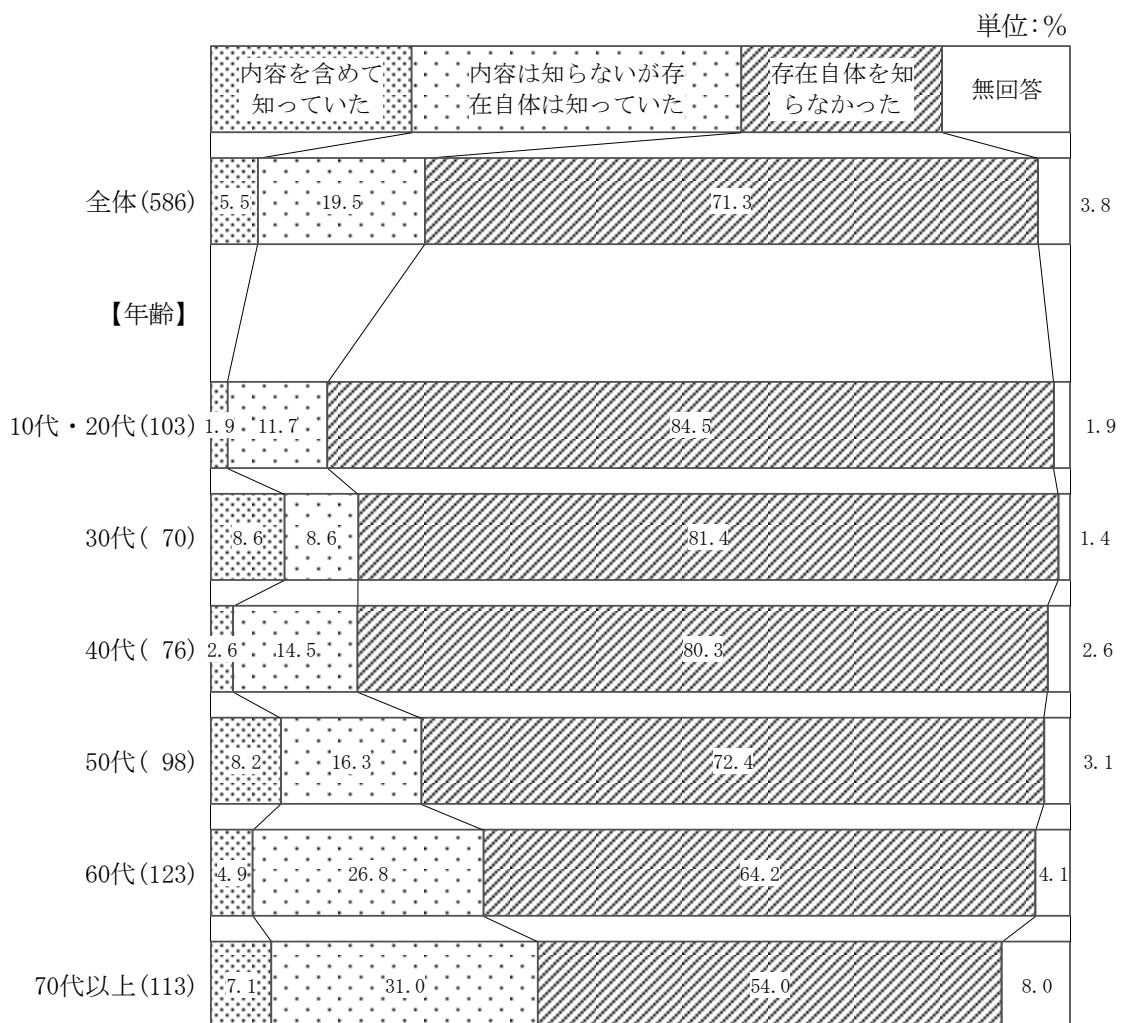 単位:%
内容を含めて
知っていた
内容は知らないが存
在自体は知っていた
存在自体を知
らなかった
無回答
全体(586) 5.5 19.5 71.3 3.8
【年齢】
10代・20代(103) 1.9 11.7 84.5 1.9
30代( 70) 8.6 8.6 81.4 1.4
40代( 76) 2.6 14.5 80.3 2.6
50代( 98) 8.2 16.3 72.4 3.1
60代(123) 4.9 26.8 64.2 4.1
70代以上(113) 7.1 31.0 54.0 8.0